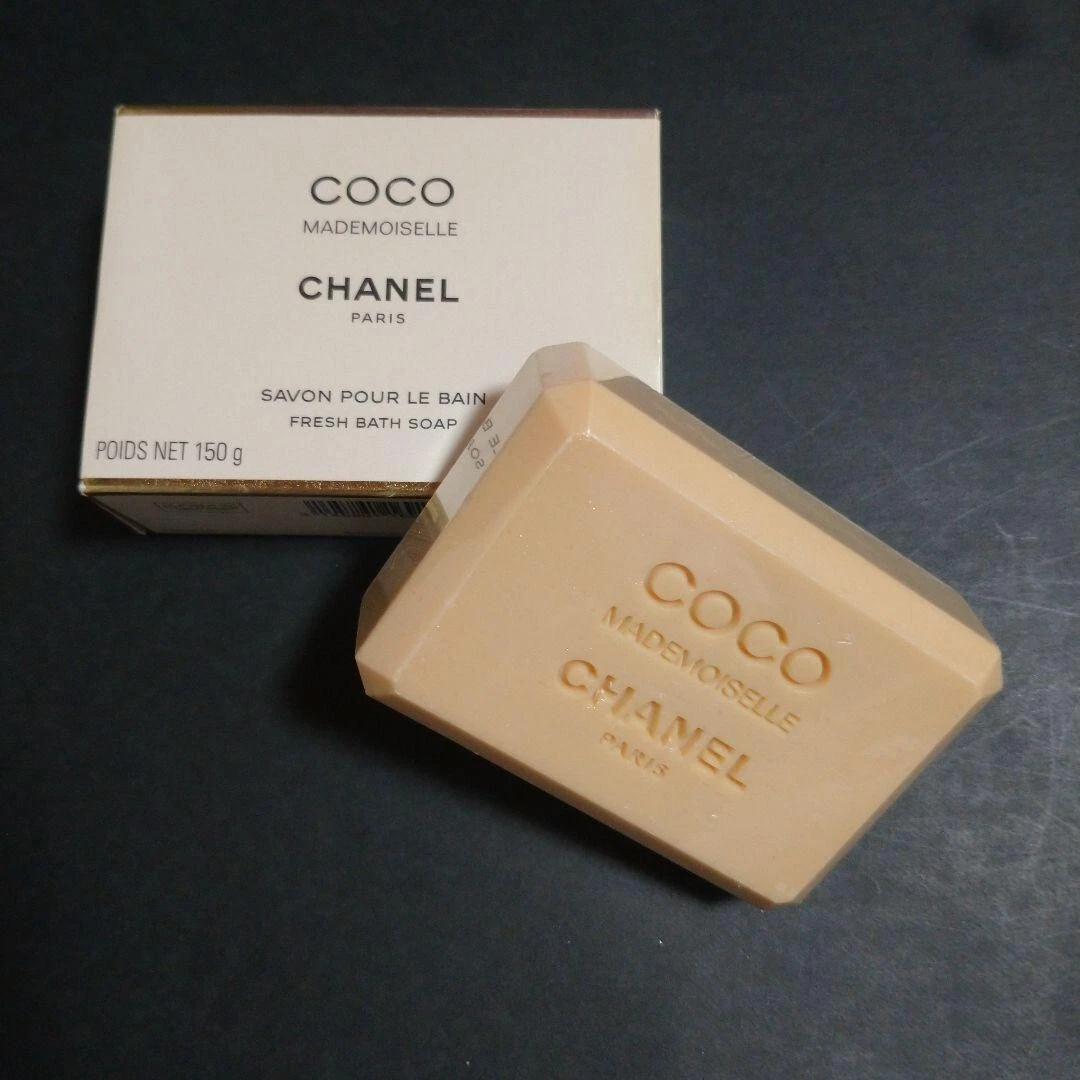 COCO
MADEMOISELLE
CHANEL
PARIS
SAVON POUR LE BAIN
FRESH BATH SOAP
POIDS NET 150 g
COCO
MADEMOISELLE
CHANEL
PARIS